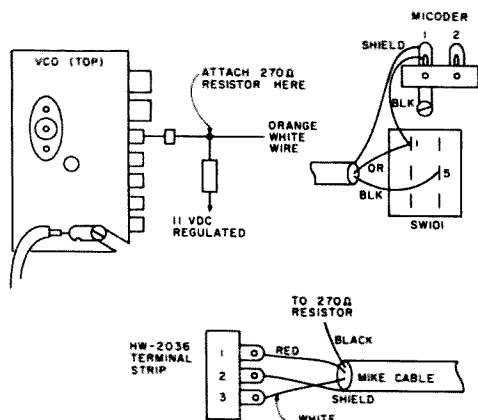 VCO (TOP)
ATTACH 270Ω
RESISTOR HERE
ORANGE
WHITE
WIRE
11 VDC
REGULATED
MICODER
1 2
SHIELD
BLK
1
OR
5
BLK
SW101
TO 270Ω
RESISTOR
BLACK
HW-2036
TERMINAL
STRIP
1
2
3
RED
MIKE CABLE
SHIELD
WHITE